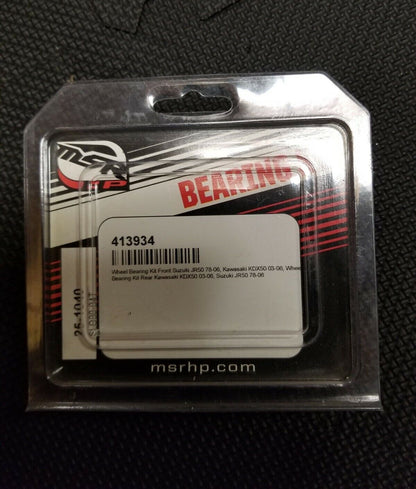 MSR
HP
BEARING
413934
Wheel Bearing Kit Front Suzuki JR50 78-06, Kawasaki KDX50 03-06, Wheel
Bearing Kit Rear Kawasaki KDX50 03-06, Suzuki JR50 78-06
25-1040
msrhp.com